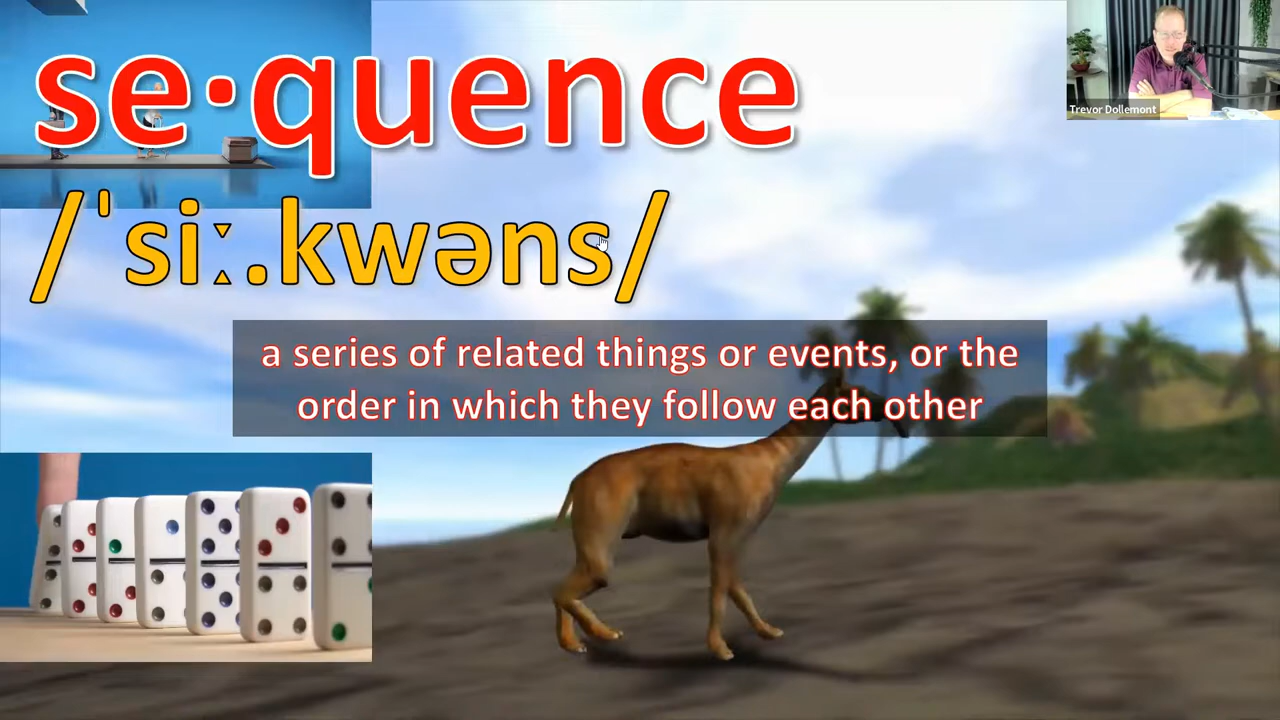 se·quence
/ˈsiː.kwəns/
a series of related things or events, or the
order in which they follow each other
Trevor Dollemont